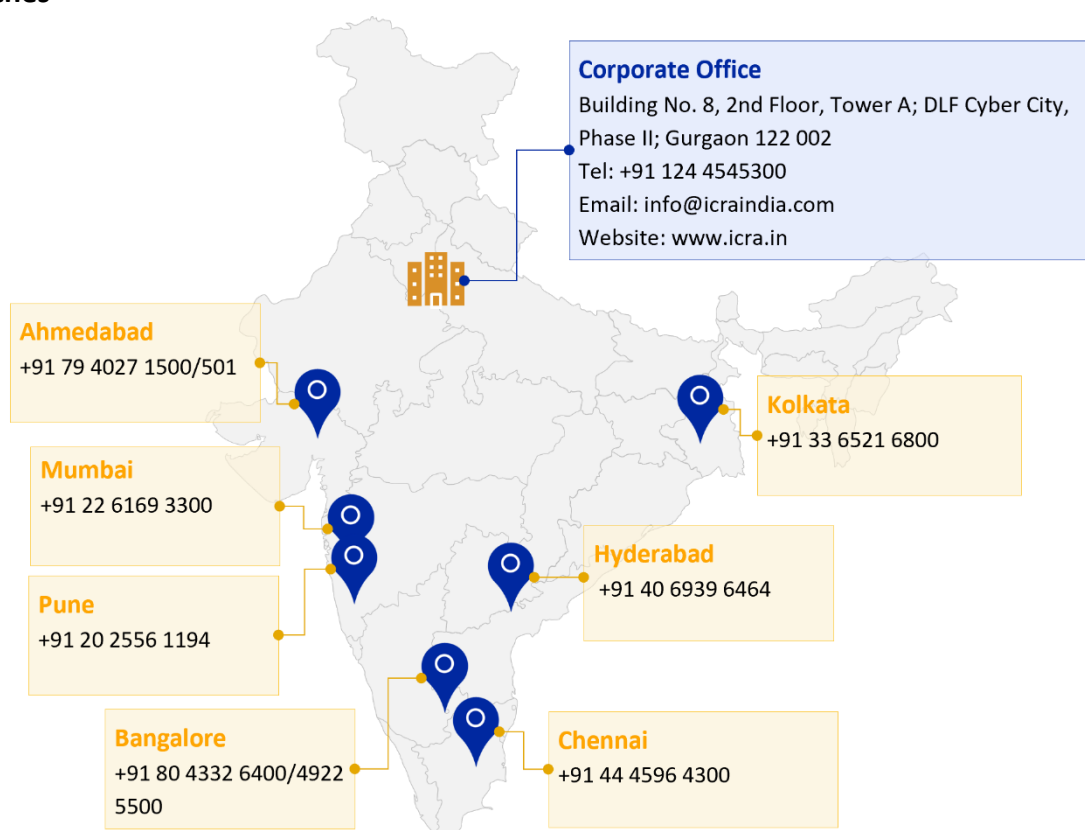 Corporate Office
Building No. 8, 2nd Floor, Tower A; DLF Cyber City,
Phase II; Gurgaon 122 002
Tel: +91 124 4545300
Email: info@icraindia.com
Website: www.icra.in
Ahmedabad
+91 79 4027 1500/501
Kolkata
+91 33 6521 6800
Mumbai
+91 22 6169 3300
Hyderabad
+91 40 6939 6464
Pune
+91 20 2556 1194
Bangalore
+91 80 4332 6400/4922
5500
Chennai
+91 44 4596 4300